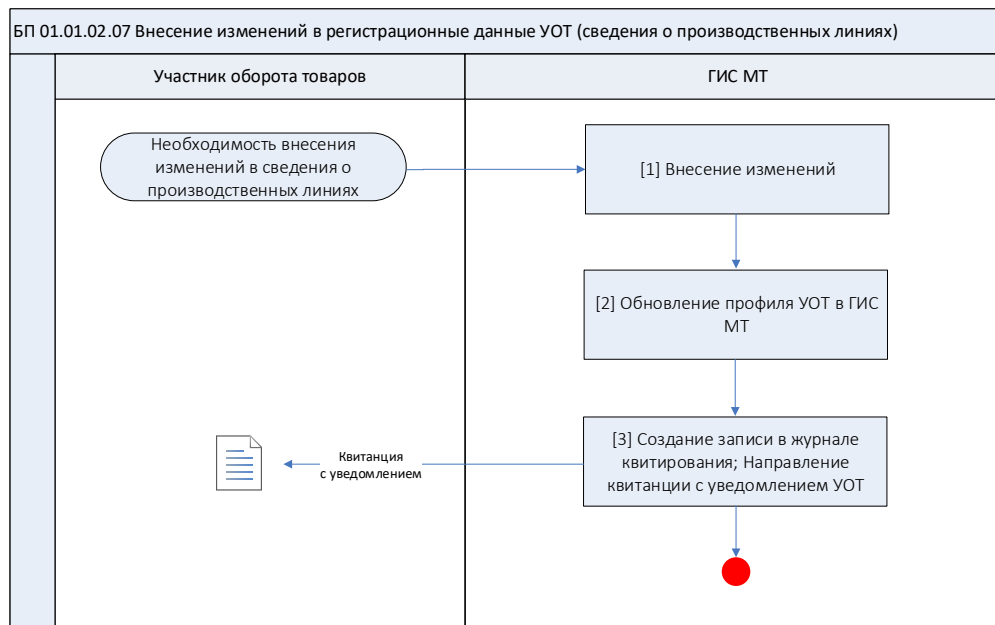 БП 01.01.02.07 Внесение изменений в регистрационные данные УОТ (сведения о производственных линиях)
Участник оборота товаров
ГИС МТ
Необходимость внесения
изменений в сведения о
производственных линиях
[1] Внесение изменений
[2] Обновление профиля УОТ в ГИС
МТ
[3] Создание записи в журнале
квитирования; Направление
квитанции с уведомлением УОТ
Квитанция
с уведомлением